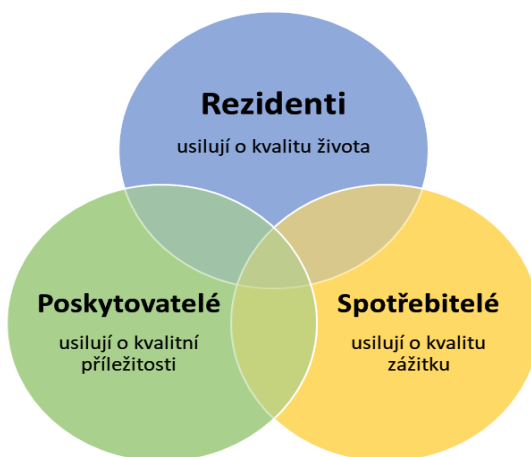 Rezidenti
usilují o kvalitu života
Poskytovatelé
usilují o kvalitní
příležitosti
Spotřebitelé
usilují o kvalitu
zážitku